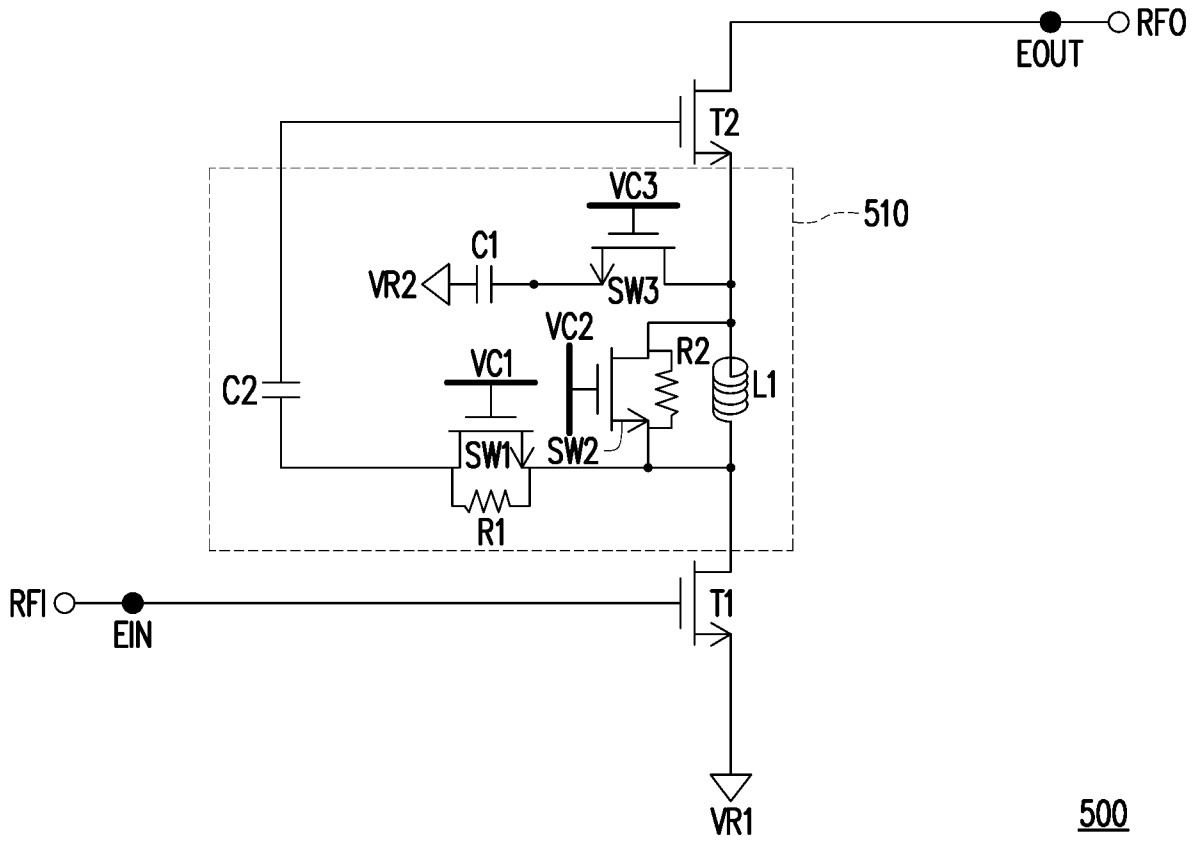 RFO
EOUT
T2
VC3
510
C1
VR2
SW3
VC2
R2
VC1
C2
L1
SW1
SW2
R1
RFI
T1
EIN
VR1
500